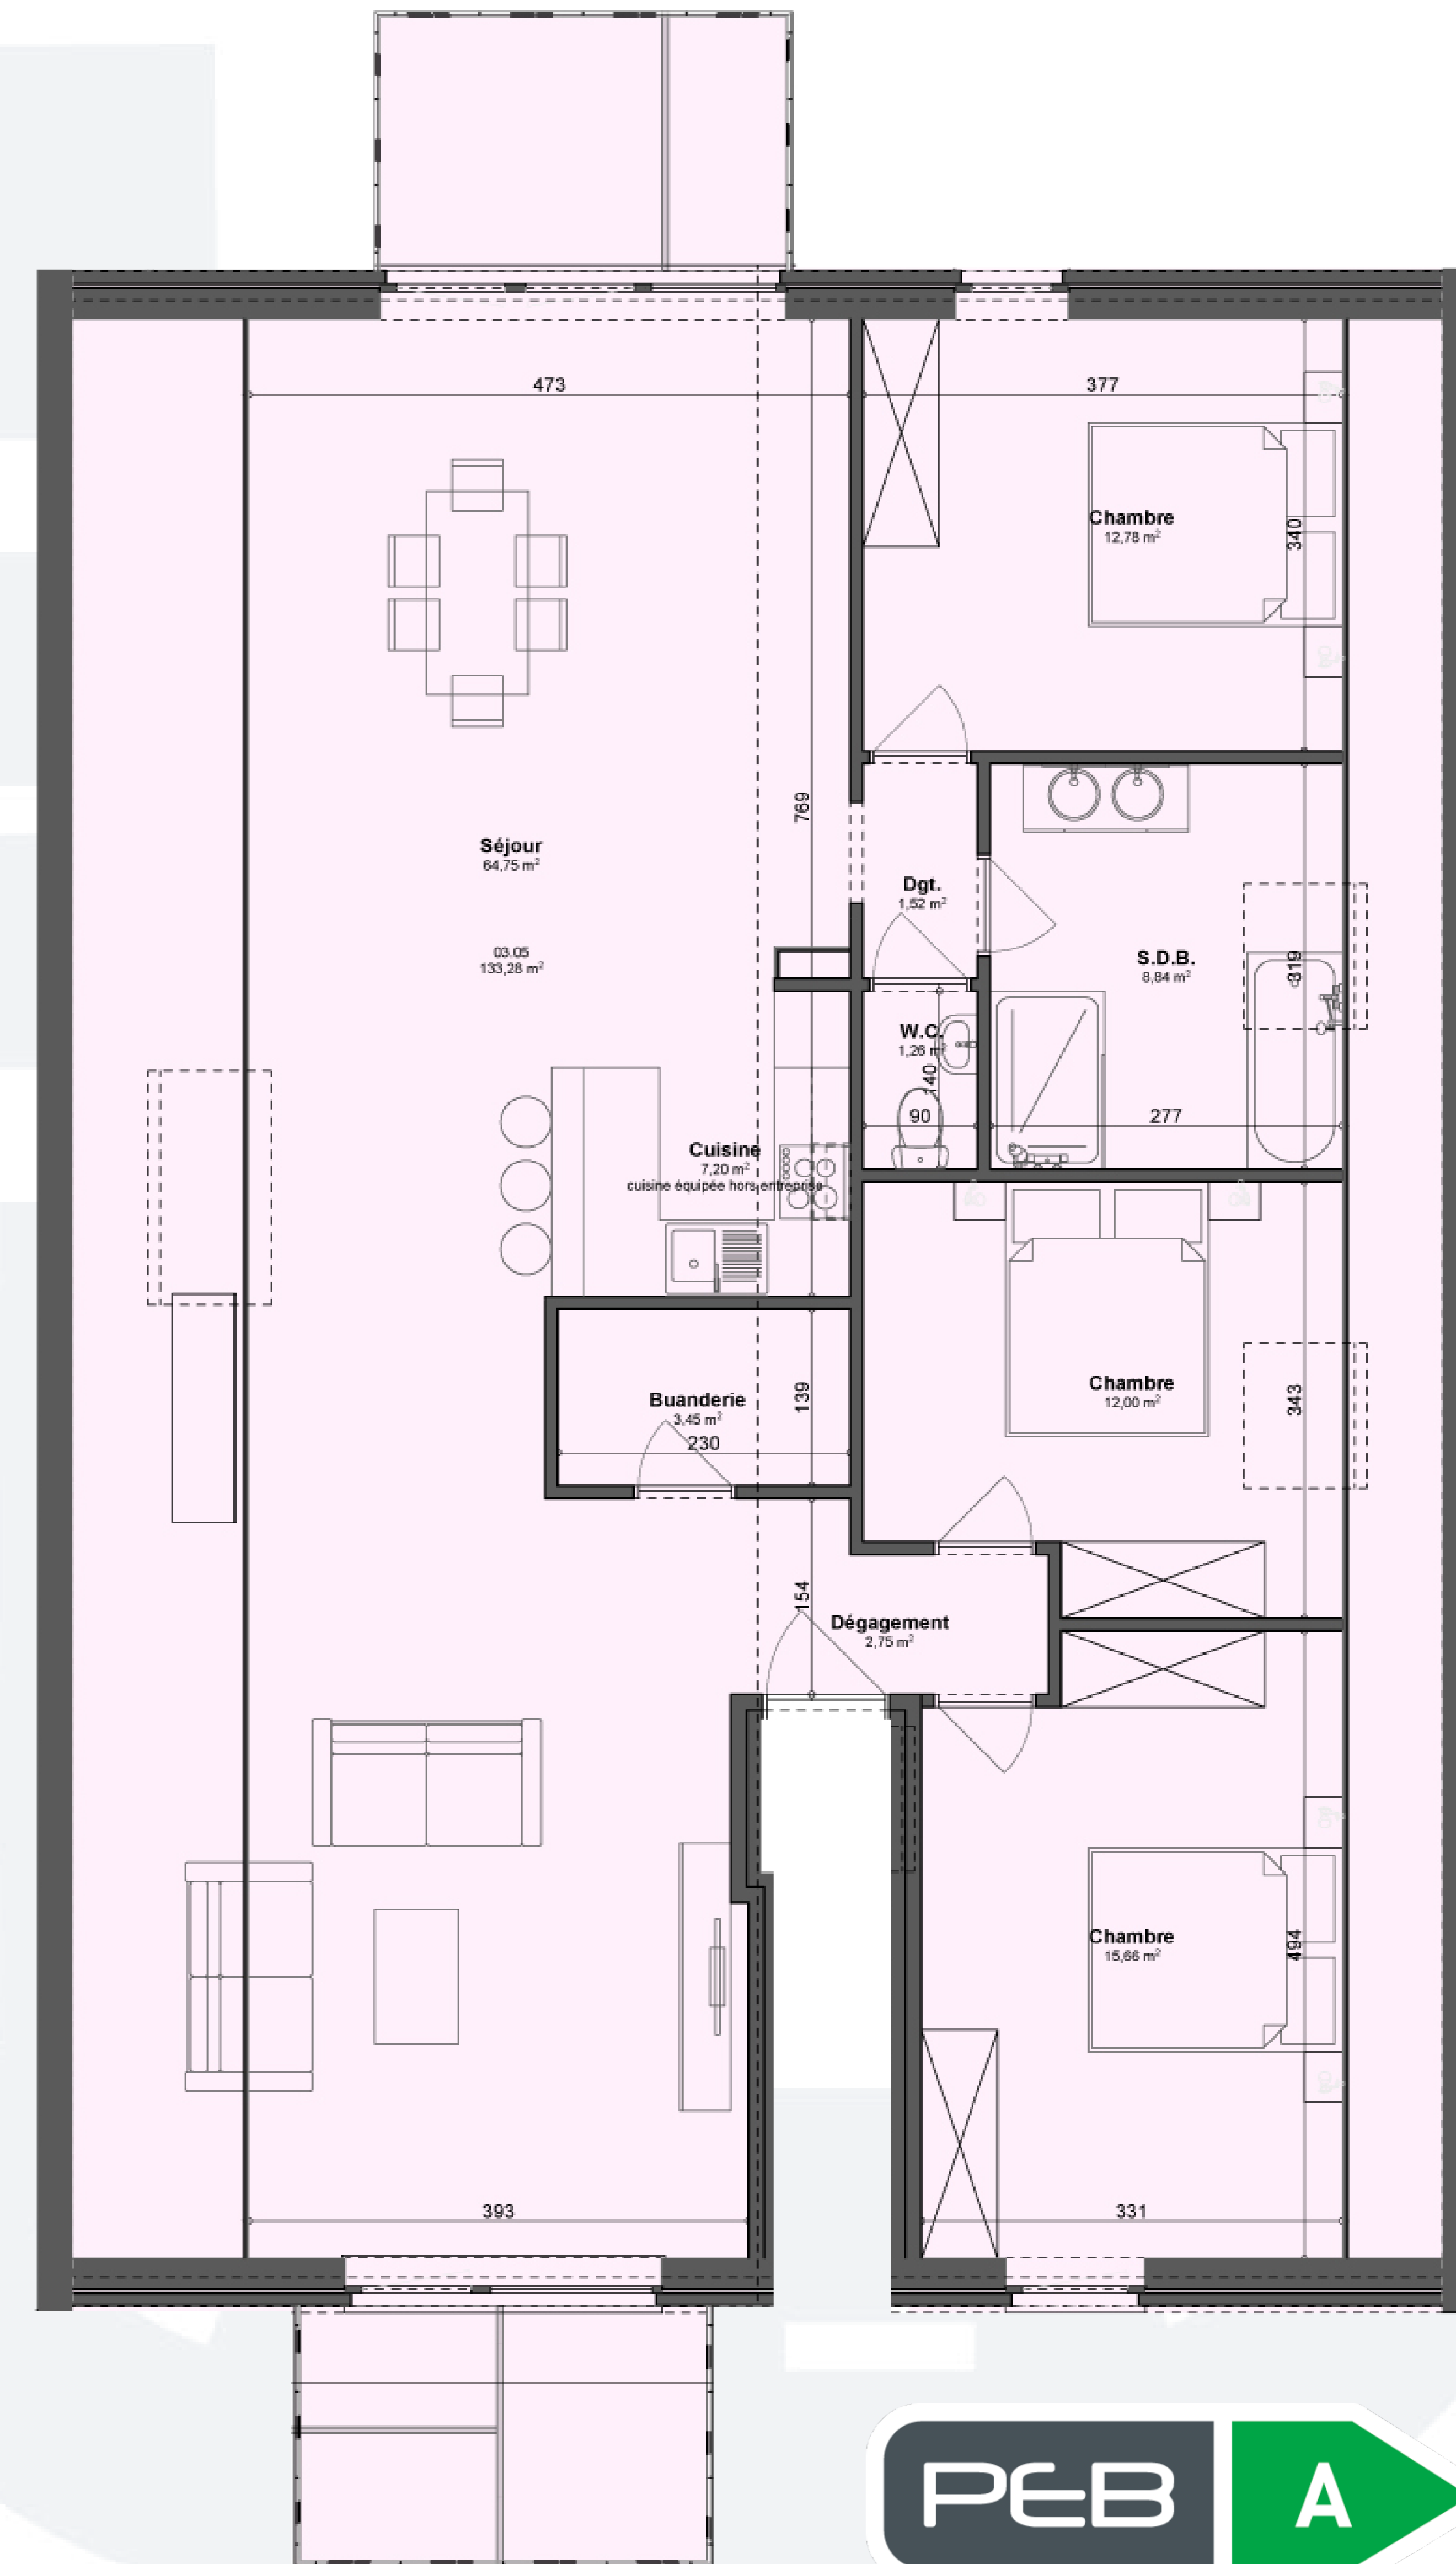 473
377
Chambre
12,78 m²
340
769
Séjour
64,75 m²
Dgt.
1,52 m²
03.05
133,28 m²
S.D.B.
8,84 m²
319
W.C.
1,26 m²
140
90
277
Cuisine
7,20 m²
cuisine équipée hors entreprise
Chambre
12,00 m²
343
Buanderie
3,45 m²
139
230
154
Dégagement
2,75 m²
Chambre
15,66 m²
494
393
331
PEB
A